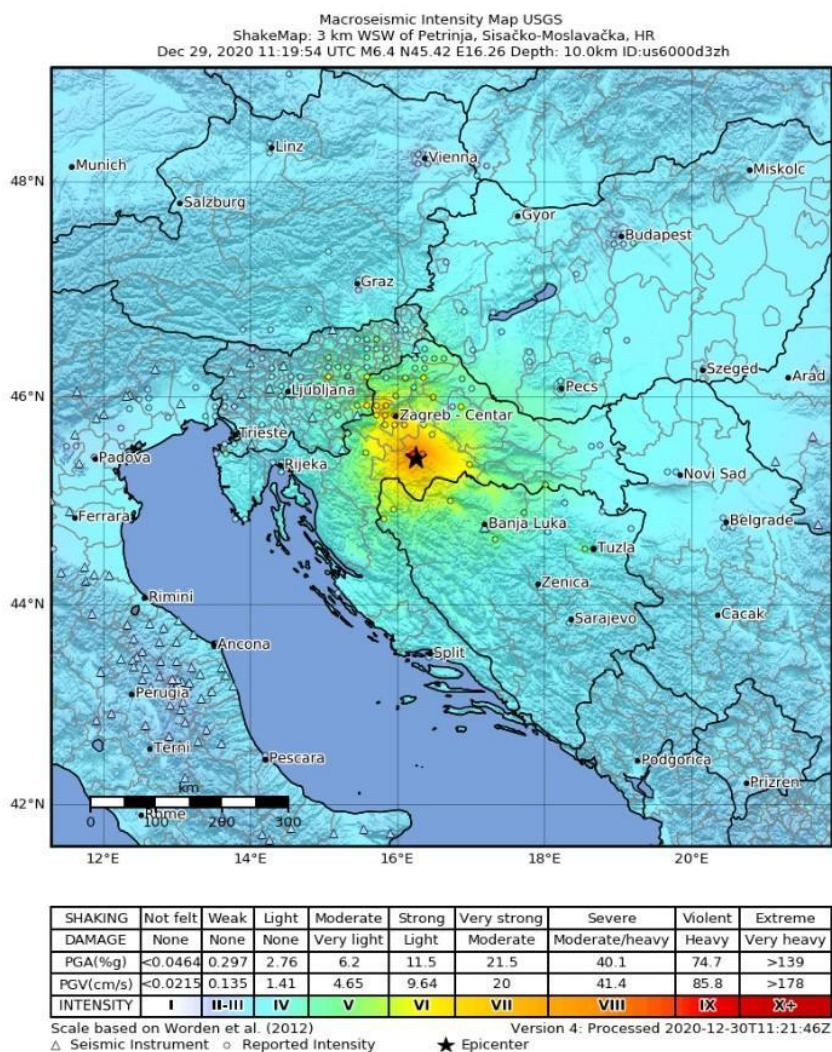 Macroseismic Intensity Map USGS
ShakeMap: 3 km WSW of Petrinja, Sisačko-Moslavačka, HR
Dec 29, 2020 11:19:54 UTC M6.4 N45.42 E16.26 Depth: 10.0km ID:us6000d3zh
Linz
Munich
Vienna
Miskolc
48°N
Salzburg
Gyor
Budapest
Graz
46°N
Ljubljana
Pecs
Szeged
Arad
Zagreb - Centar
Trieste
Padova
Rijeka
Novi Sad
Ferrara
Banja Luka
Belgrade
Tuzla
Zenica
44°N
Rimini
Sarajevo
Cacak
Ancona
Split
Perugia
Terni
Pescara
Podgorica
Prizren
km
42°N
0 100 200 300
Rome
12°E 14°E 16°E 18°E 20°E
SHAKING Not felt Weak Light Moderate Strong Very strong Severe Violent Extreme
DAMAGE None None None Very light Light Moderate Moderate/heavy Heavy Very heavy
PGA(%g) <0.0464 0.297 2.76 6.2 11.5 21.5 40.1 74.7 >139
PGV(cm/s) <0.0215 0.135 1.41 4.65 9.64 20 41.4 85.8 >178
INTENSITY I II-III IV V VI VII VIII IX X+
Scale based on Worden et al. (2012) Version 4: Processed 2020-12-30T11:21:46Z
△ Seismic Instrument ○ Reported Intensity ★ Epicenter